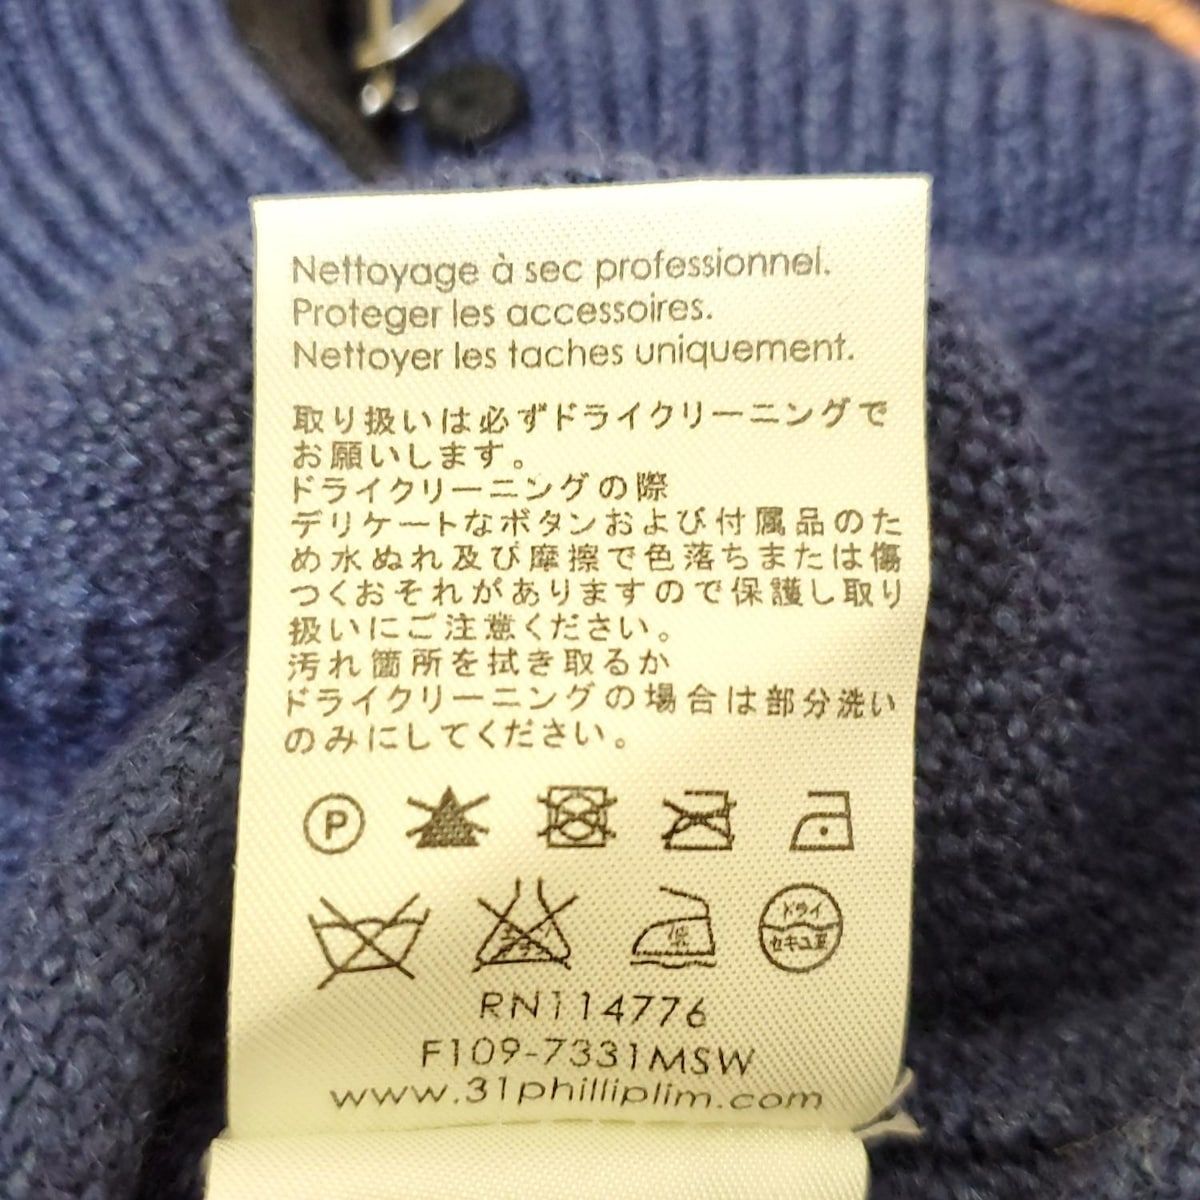 Nettoyage à sec professionnel.
Proteger les accessoires.
Nettoyer les taches uniquement.
取り扱いは必ずドライクリーニングで
お願いします。
ドライクリーニングの際
デリケートなボタンおよび付属品のた
め水ぬれ及び摩擦で色落ちまたは傷
つくおそれがありますので保護し取り
扱いにご注意ください。
汚れ箇所を拭き取るか
ドライクリーニングの場合は部分洗い
のみにしてください。
P
低
ドライ
セキユ系
RN114776
F109-7331MSW
www.31philliplim.com